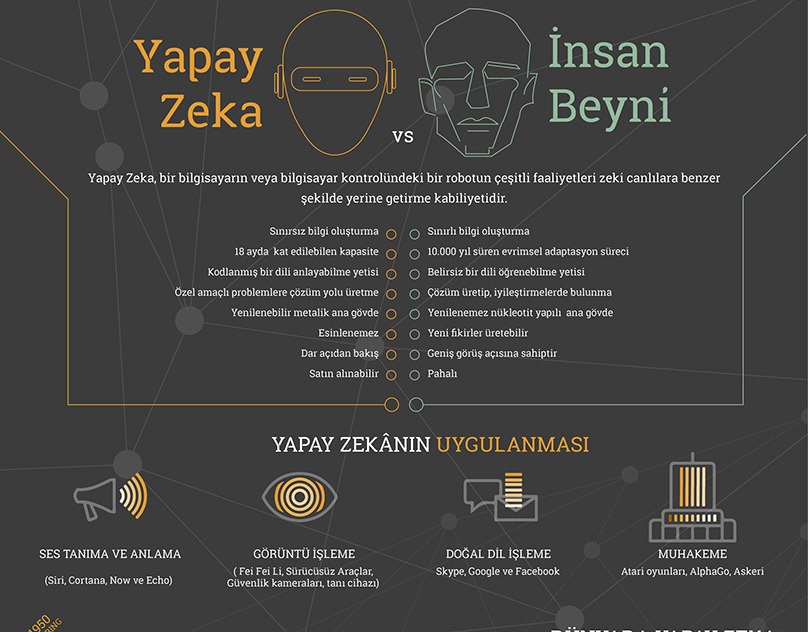 Yapay
Zeka
vs
İnsan
Beyni
Yapay Zeka, bir bilgisayarın veya bilgisayar kontrolündeki bir robotun çeşitli faaliyetleri zeki canlılara benzer
şekilde yerine getirme kabiliyetidir.
Sınırsız bilgi oluşturma
18 ayda kat edilebilen kapasite
Kodlanmış bir dili anlayabilme yetisi
Özel amaçlı problemlere çözüm yolu üretme
Yenilenebilir metalik ana gövde
Esinlenemez
Dar açıdan bakış
Satın alınabilir
Sınırlı bilgi oluşturma
10.000 yıl süren evrimsel adaptasyon süreci
Belirsiz bir dili öğrenebilme yetisi
Çözüm üretip, iyileştirmelerde bulunma
Yenilenemez nükleotit yapılı ana gövde
Yeni fikirler üretebilir
Geniş görüş açısına sahiptir
Pahalı
YAPAY ZEKÂNIN UYGULANMASI
SES TANIMA VE ANLAMA
(Siri, Cortana, Now ve Echo)
GÖRÜNTÜ İŞLEME
( Fei Fei Li, Sürücüsüz Araçlar,
Güvenlik kameraları, tanı cihazı)
DOĞAL DİL İŞLEME
Skype, Google ve Facebook
MUHAKEME
Atari oyunları, AlphaGo, Askeri
1950